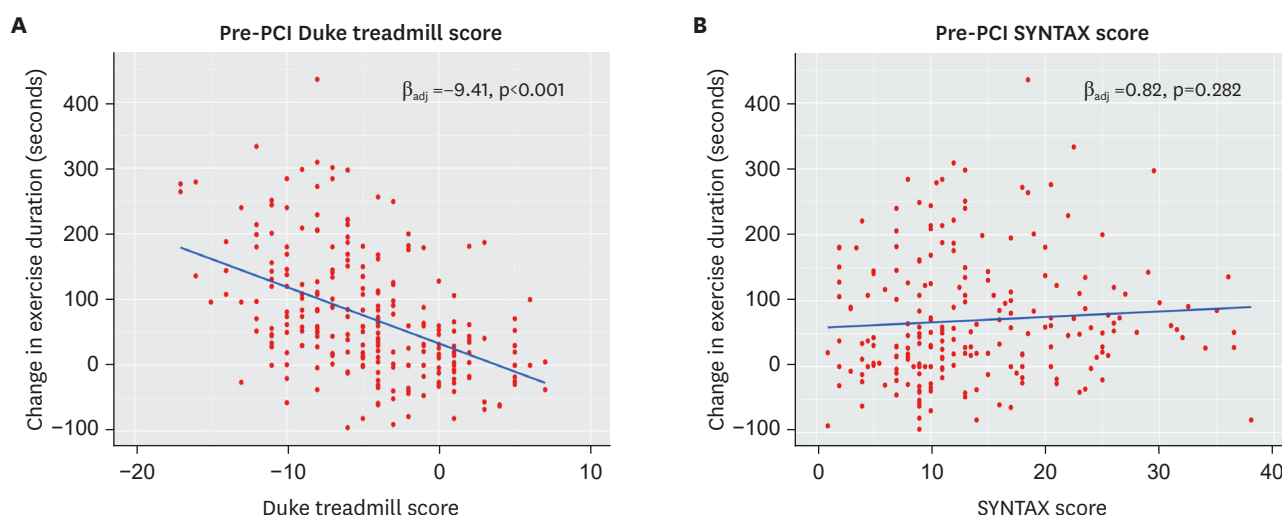 A
Pre-PCI Duke treadmill score
Change in exercise duration (seconds)
400
300
200
100
0
−100
βadj =−9.41, p<0.001
−20
−10
0
10
Duke treadmill score
B
Pre-PCI SYNTAX score
Change in exercise duration (seconds)
400
300
200
100
0
−100
βadj =0.82, p=0.282
0
10
20
30
40
SYNTAX score